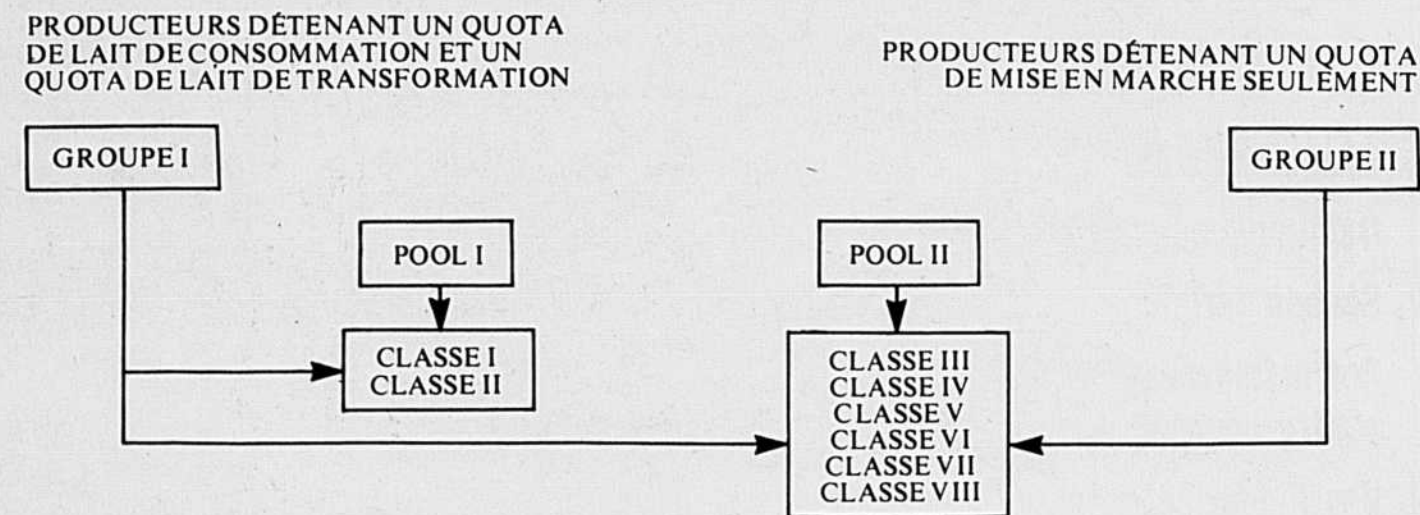 PRODUCTEURS DÉTENANT UN QUOTA
DE LAIT DE CONSOMMATION ET UN
QUOTA DE LAIT DE TRANSFORMATION
PRODUCTEURS DÉTENANT UN QUOTA
DE MISE EN MARCHE SEULEMENT
GROUPE I
GROUPE II
POOL I
POOL II
CLASSE I
CLASSE II
CLASSE III
CLASSE IV
CLASSE V
CLASSE VI
CLASSE VII
CLASSE VIII